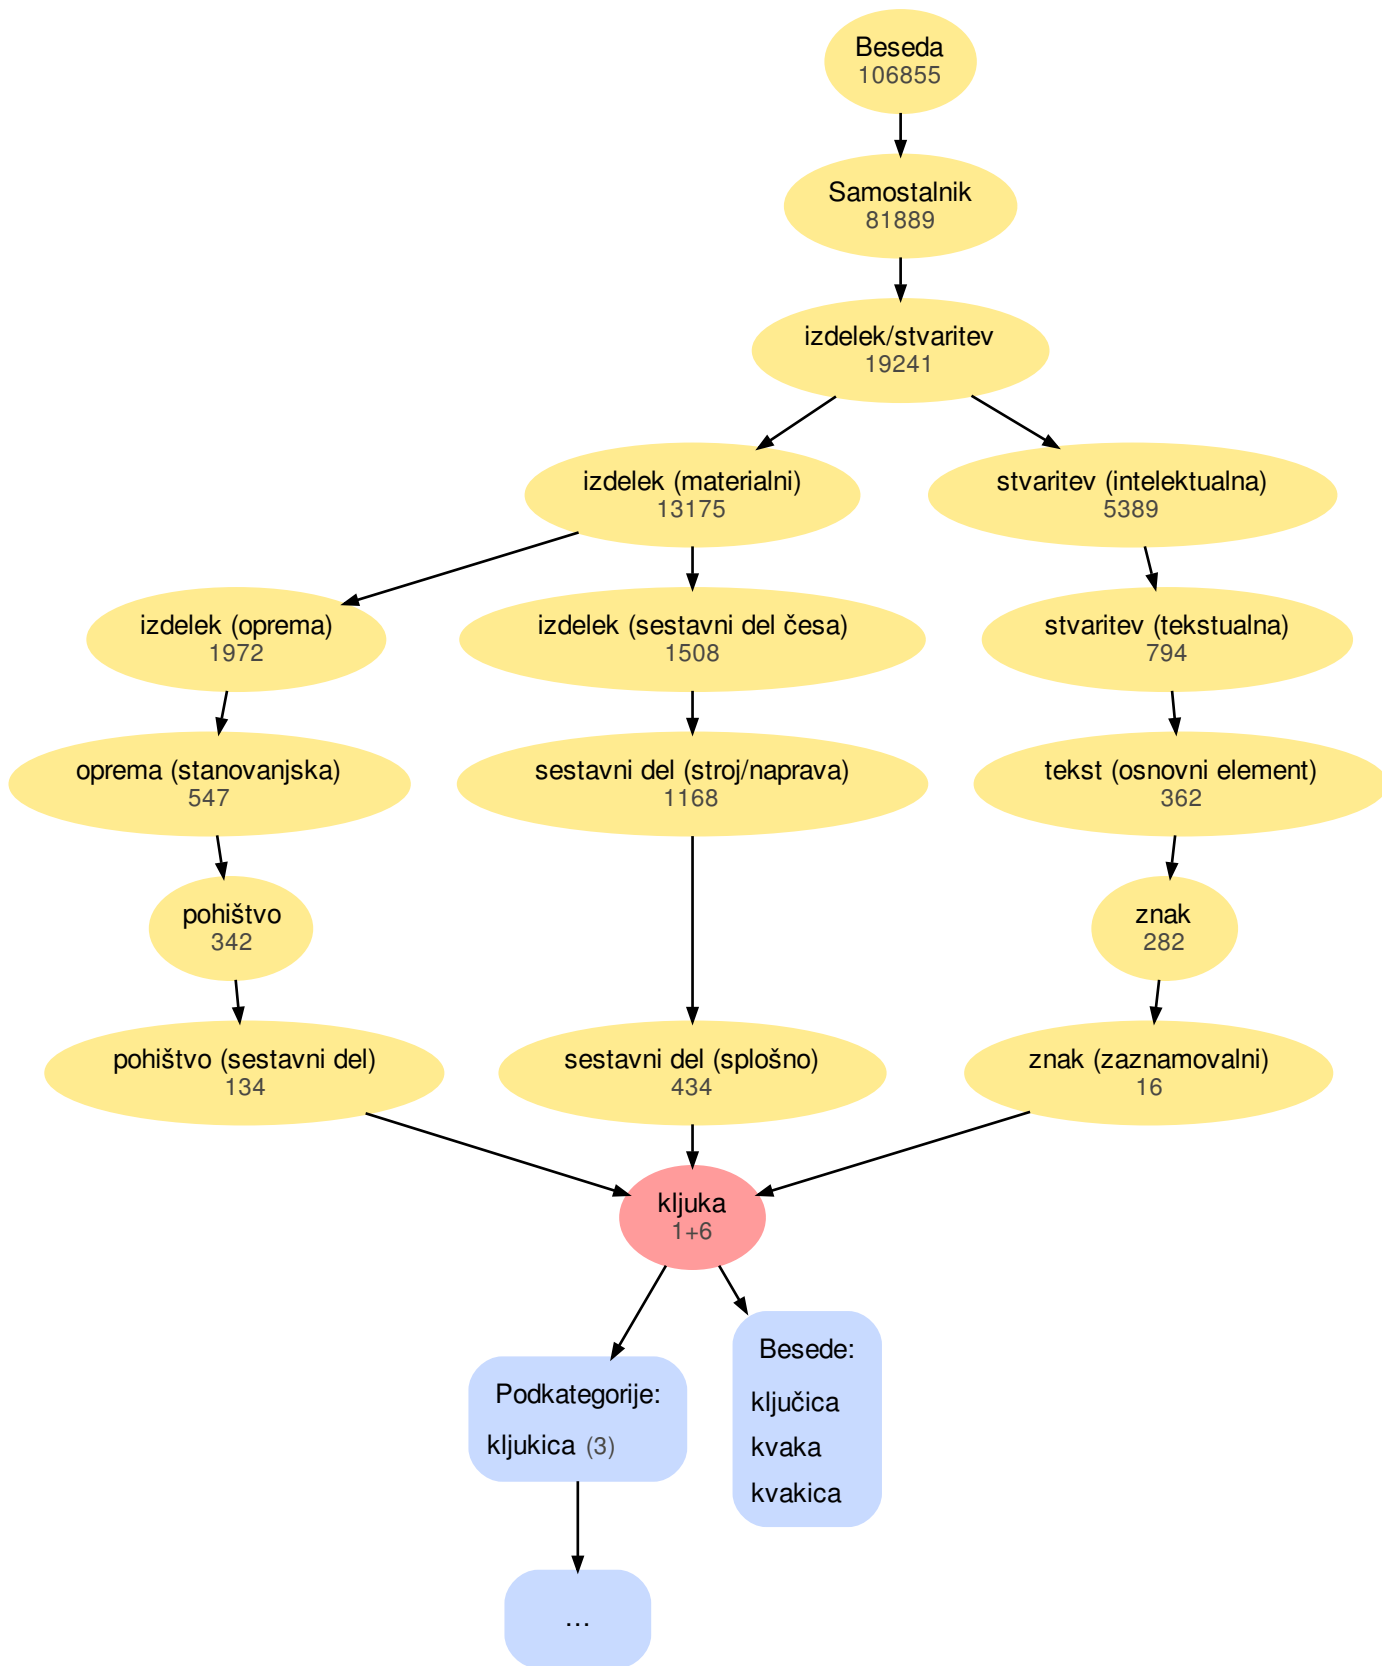 Beseda
106855
Samostalnik
81889
izdelek/stvaritev
19241
izdelek (materialni)
13175
stvaritev (intelektualna)
5389
izdelek (oprema)
1972
izdelek (sestavni del česa)
1508
stvaritev (tekstualna)
794
oprema (stanovanjska)
547
sestavni del (stroj/naprava)
1168
tekst (osnovni element)
362
pohištvo
342
znak
282
pohištvo (sestavni del)
134
sestavni del (splošno)
434
znak (zaznamovalni)
16
kljuka
1+6
Podkategorije:
kljukica (3)
Besede:
ključica
kvaka
kvakica
...